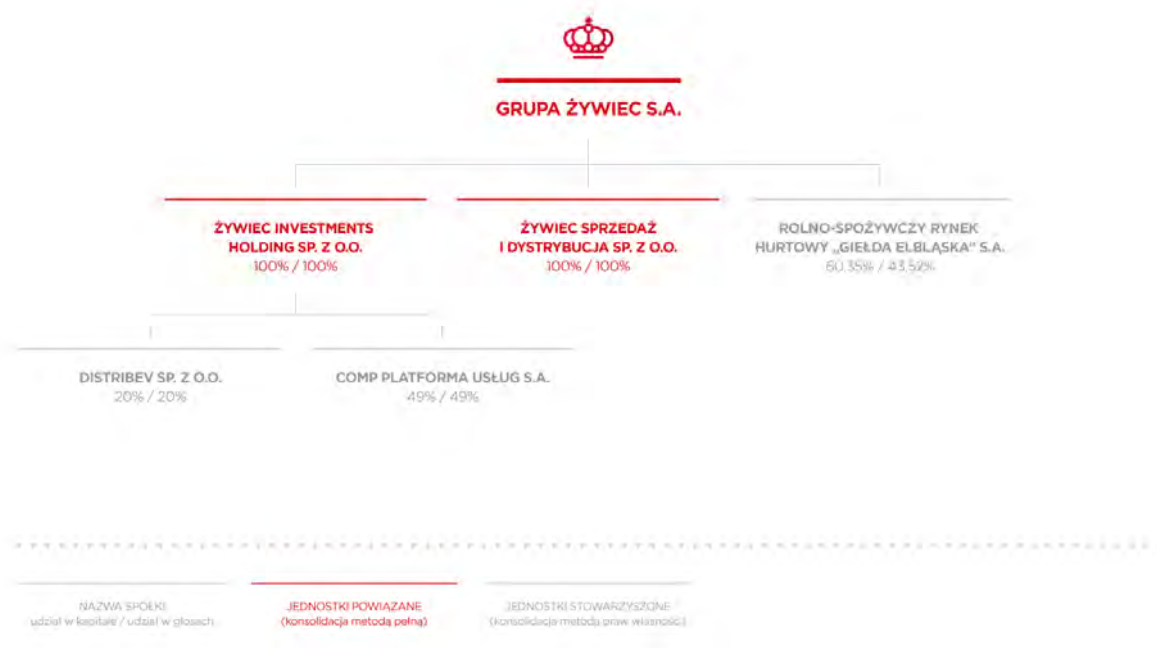 GRUPA ŻYWIEC S.A.
ŻYWIEC INVESTMENTS
HOLDING SP. Z O.O.
100% / 100%
ŻYWIEC SPRZEDAŻ
I DYSTRYBUCJA SP. Z O.O.
100% / 100%
ROLNO-SPOŻYWCZY RYNEK
HURTOWY „GIEŁDA ELBLĄSKA” S.A.
60.35% / 43.52%
DISTRIBEV SP. Z O.O.
20% / 20%
COMP PLATFORMA USŁUG S.A.
49% / 49%
NAZWA SPÓŁKI
udział w kapitale / udział w głosach
JEDNOSTKI POWIĄZANE
(konsolidacja metodą pełną)
JEDNOSTKI STOWARZYSZONE
(konsolidacja metodą praw własności)